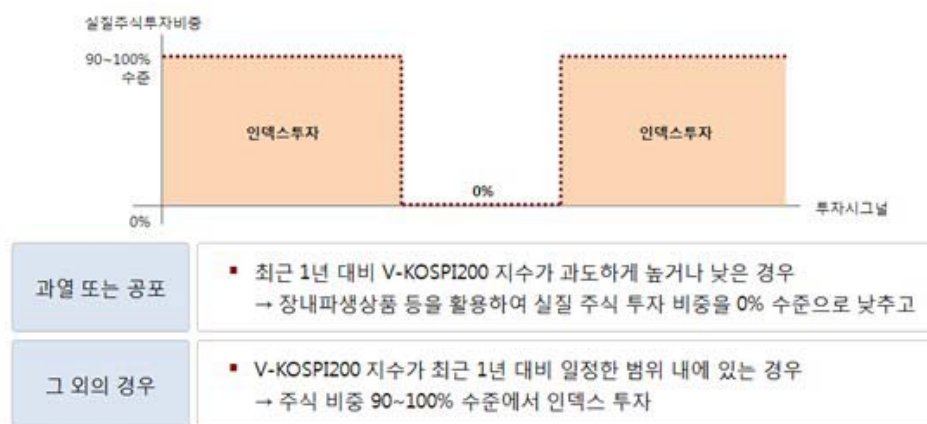 실질주식투자비중
90~100%
수준
인덱스투자
인덱스투자
0%
0%
투자시그널
과열 또는 공포
▪ 최근 1년 대비 V-KOSPI200 지수가 과도하게 높거나 낮은 경우
→ 장내파생상품 등을 활용하여 실질 주식 투자 비중을 0% 수준으로 낮추고
그 외의 경우
▪ V-KOSPI200 지수가 최근 1년 대비 일정한 범위 내에 있는 경우
→ 주식 비중 90~100% 수준에서 인덱스 투자